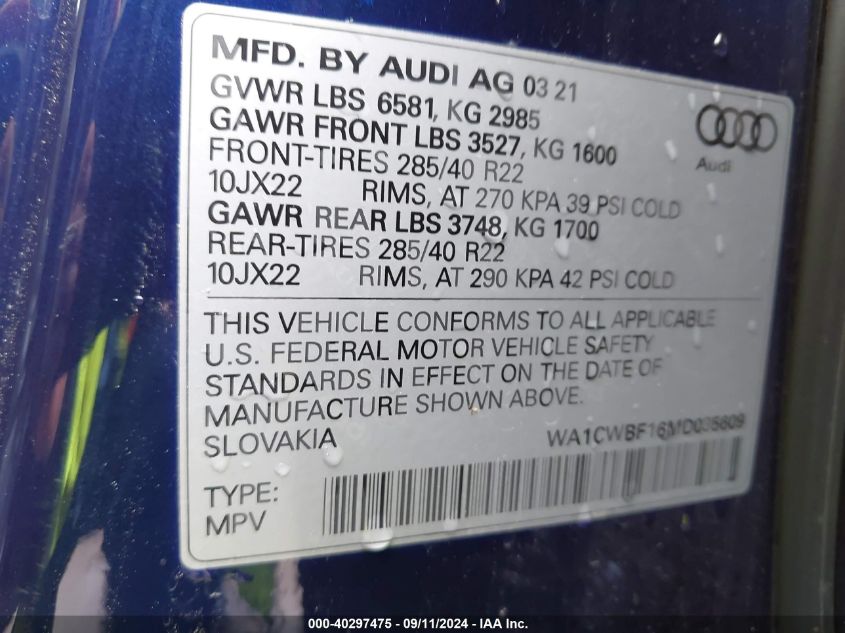 MFD. BY AUDI AG 03 21
GVWR LBS 6581, KG 2985
GAWR FRONT LBS 3527, KG 1600
FRONT-TIRES 285/40 R22
10JX22 RIMS, AT 270 KPA 39 PSI COLD
GAWR REAR LBS 3748, KG 1700
REAR-TIRES 285/40 R22
10JX22 RIMS, AT 290 KPA 42 PSI COLD
Audi
THIS VEHICLE CONFORMS TO ALL APPLICABLE
U.S. FEDERAL MOTOR VEHICLE SAFETY
STANDARDS IN EFFECT ON THE DATE OF
MANUFACTURE SHOWN ABOVE.
SLOVAKIA WA1CWBF16MD035609
TYPE:
MPV
000-40297475 - 09/11/2024 - IAA Inc.